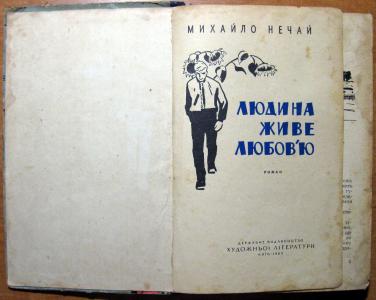 МИХАЙЛО НЕЧАЙ
ЛЮДИНА
ЖИВЕ
ЛЮБОВ'Ю
РОМАН
ДЕРЖАВНЕ ВИДАВНИЦТВО
ХУДОЖНЬОЇ ЛІТЕРАТУРИ